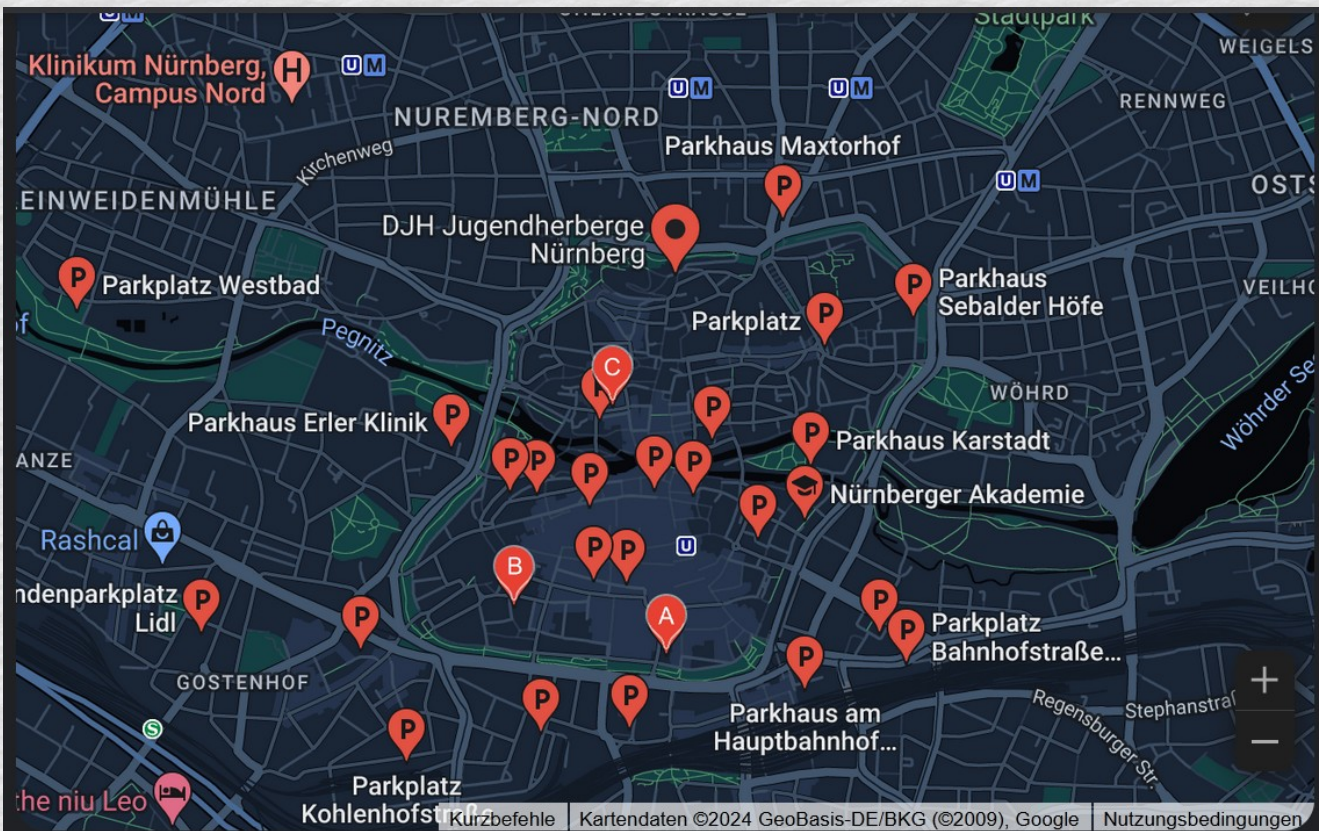 Stadtpark
WEIGELS
Klinikum Nürnberg,
Campus Nord
H
U M
U M
U M
RENNWEG
NUREMBERG-NORD
Kirchenweg
Parkhaus Maxtorhof
P
U M
EINWEIDENMÜHLE
OSTS
DJH Jugendherberge
Nürnberg
P
Parkplatz Westbad
P
Parkhaus
Sebalder Höfe
VEILHO
Parkplatz
P
Pegnitz
C
P
WÖHRD
Wöhrder Se
Parkhaus Erler Klinik
P
P
P
Parkhaus Karstadt
ANZE
P
P
P
P
P
Nürnberger Akademie
P
Rashcal
P
P
U
B
ndenparkplatz
Lidl
P
P
A
P
P
Parkplatz
Bahnhofstraße...
P
GOSTENHOF
P
P
Parkhaus am
Hauptbahnhof...
Regensburger Str.
Stephanstraß
+
−
S
P
Parkplatz
Kohlenhofstraße
the niu Leo
Kurzbefehle
Kartendaten ©2024 GeoBasis-DE/BKG (©2009), Google
Nutzungsbedingungen